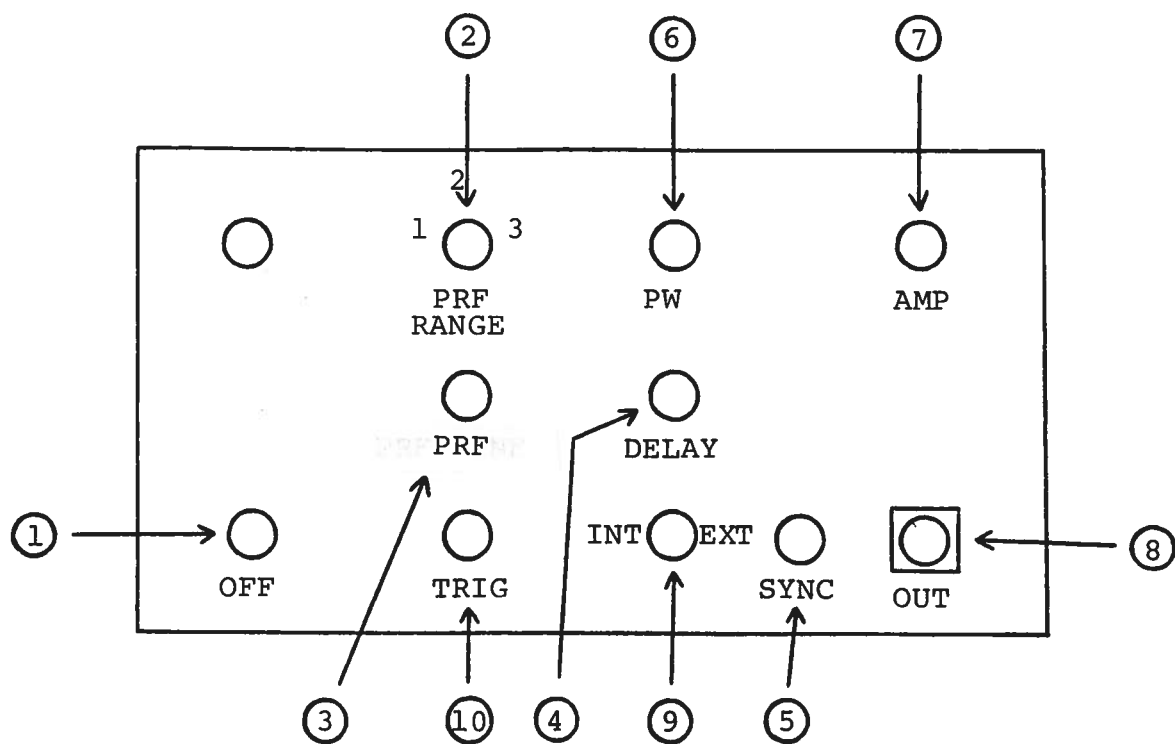 2 6 7
2
1 3
PRF
RANGE
PW
AMP
PRF
DELAY
1
INT EXT
8
OFF
TRIG
SYNC
OUT
3 10 4 9 5